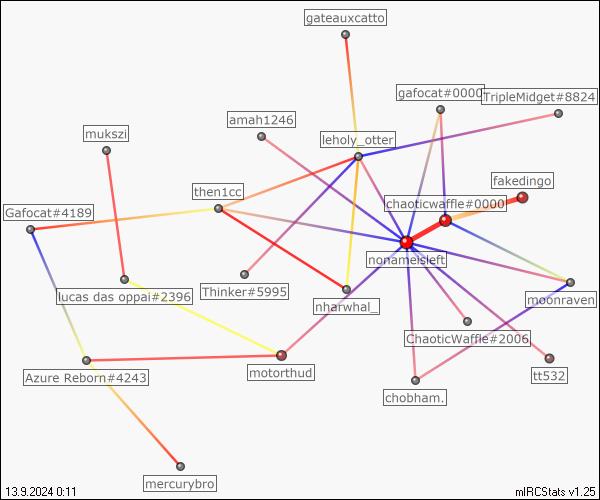 gateauxcatto
gafocat#0000
TripleMidget#8824
amah1246
mukszi
leholy_otter
fakedingo
then1cc
chaoticwaffle#0000
Gafocat#4189
nonameisleft
moonraven
Thinker#5995
lucas das oppai#2396
nharwhal_
ChaoticWaffle#2006
motorthud
tt532
Azure Reborn#4243
chobham.
mercurybro
13.9.2024 0:11
mIRCStats v1.25